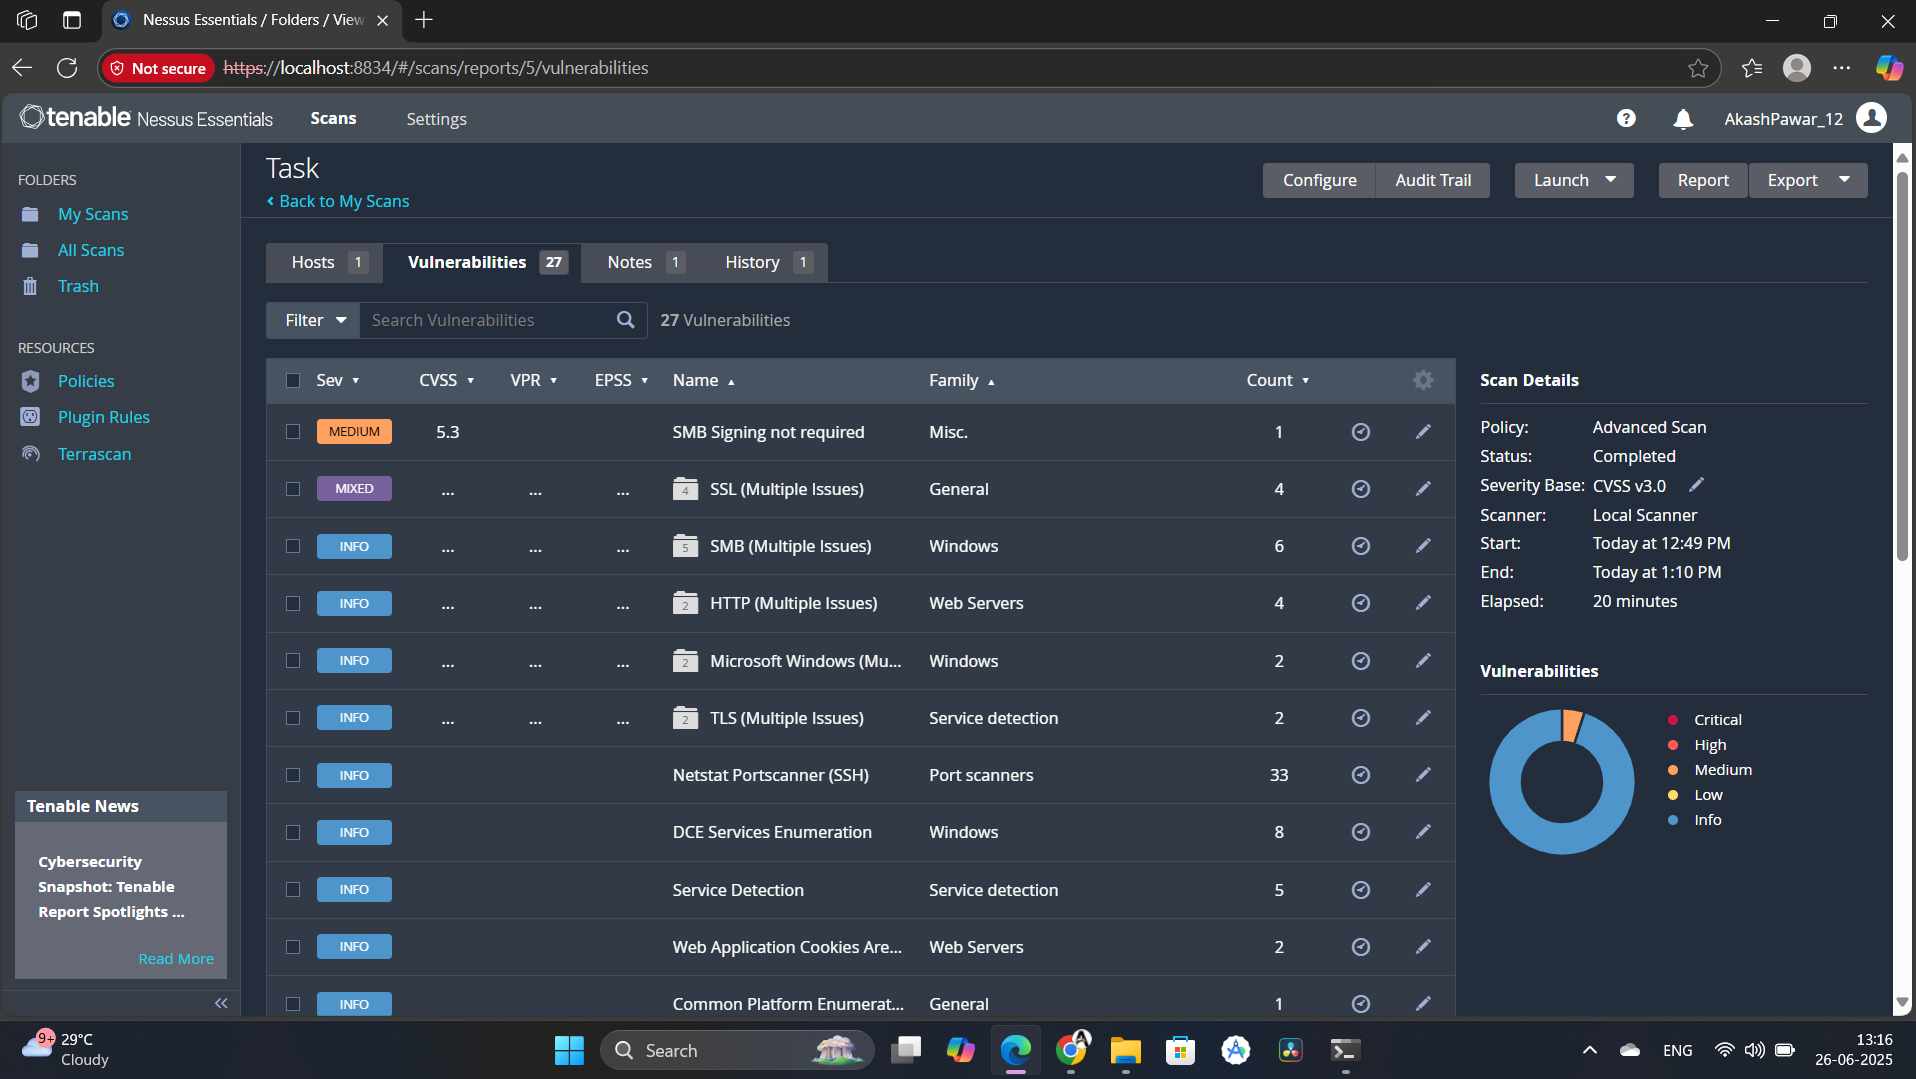 Nessus Essentials / Folders / View
Not secure https://localhost:8834/#/scans/reports/5/vulnerabilities
tenable Nessus Essentials Scans Settings ? AkashPawar_12
FOLDERS
My Scans
All Scans
Trash
RESOURCES
Policies
Plugin Rules
Terrascan
Tenable News
Cybersecurity
Snapshot: Tenable
Report Spotlights ...
Read More
Task
Back to My Scans
Configure Audit Trail Launch Report Export
Hosts 1 Vulnerabilities 27 Notes 1 History 1
Filter Search Vulnerabilities 27 Vulnerabilities
Sev CVSS VPR EPSS Name Family Count
MEDIUM 5.3 SMB Signing not required Misc. 1
MIXED ... ... ... 4 SSL (Multiple Issues) General 4
INFO ... ... ... 5 SMB (Multiple Issues) Windows 6
INFO ... ... ... 2 HTTP (Multiple Issues) Web Servers 4
INFO ... ... ... 2 Microsoft Windows (Mu... Windows 2
INFO ... ... ... 2 TLS (Multiple Issues) Service detection 2
INFO Netstat Portscanner (SSH) Port scanners 33
INFO DCE Services Enumeration Windows 8
INFO Service Detection Service detection 5
INFO Web Application Cookies Are... Web Servers 2
INFO Common Platform Enumerat... General 1
Scan Details
Policy: Advanced Scan
Status: Completed
Severity Base: CVSS v3.0
Scanner: Local Scanner
Start: Today at 12:49 PM
End: Today at 1:10 PM
Elapsed: 20 minutes
Vulnerabilities
Critical
High
Medium
Low
Info
9+ 29°C
Cloudy
Search
ENG
13:16
26-06-2025